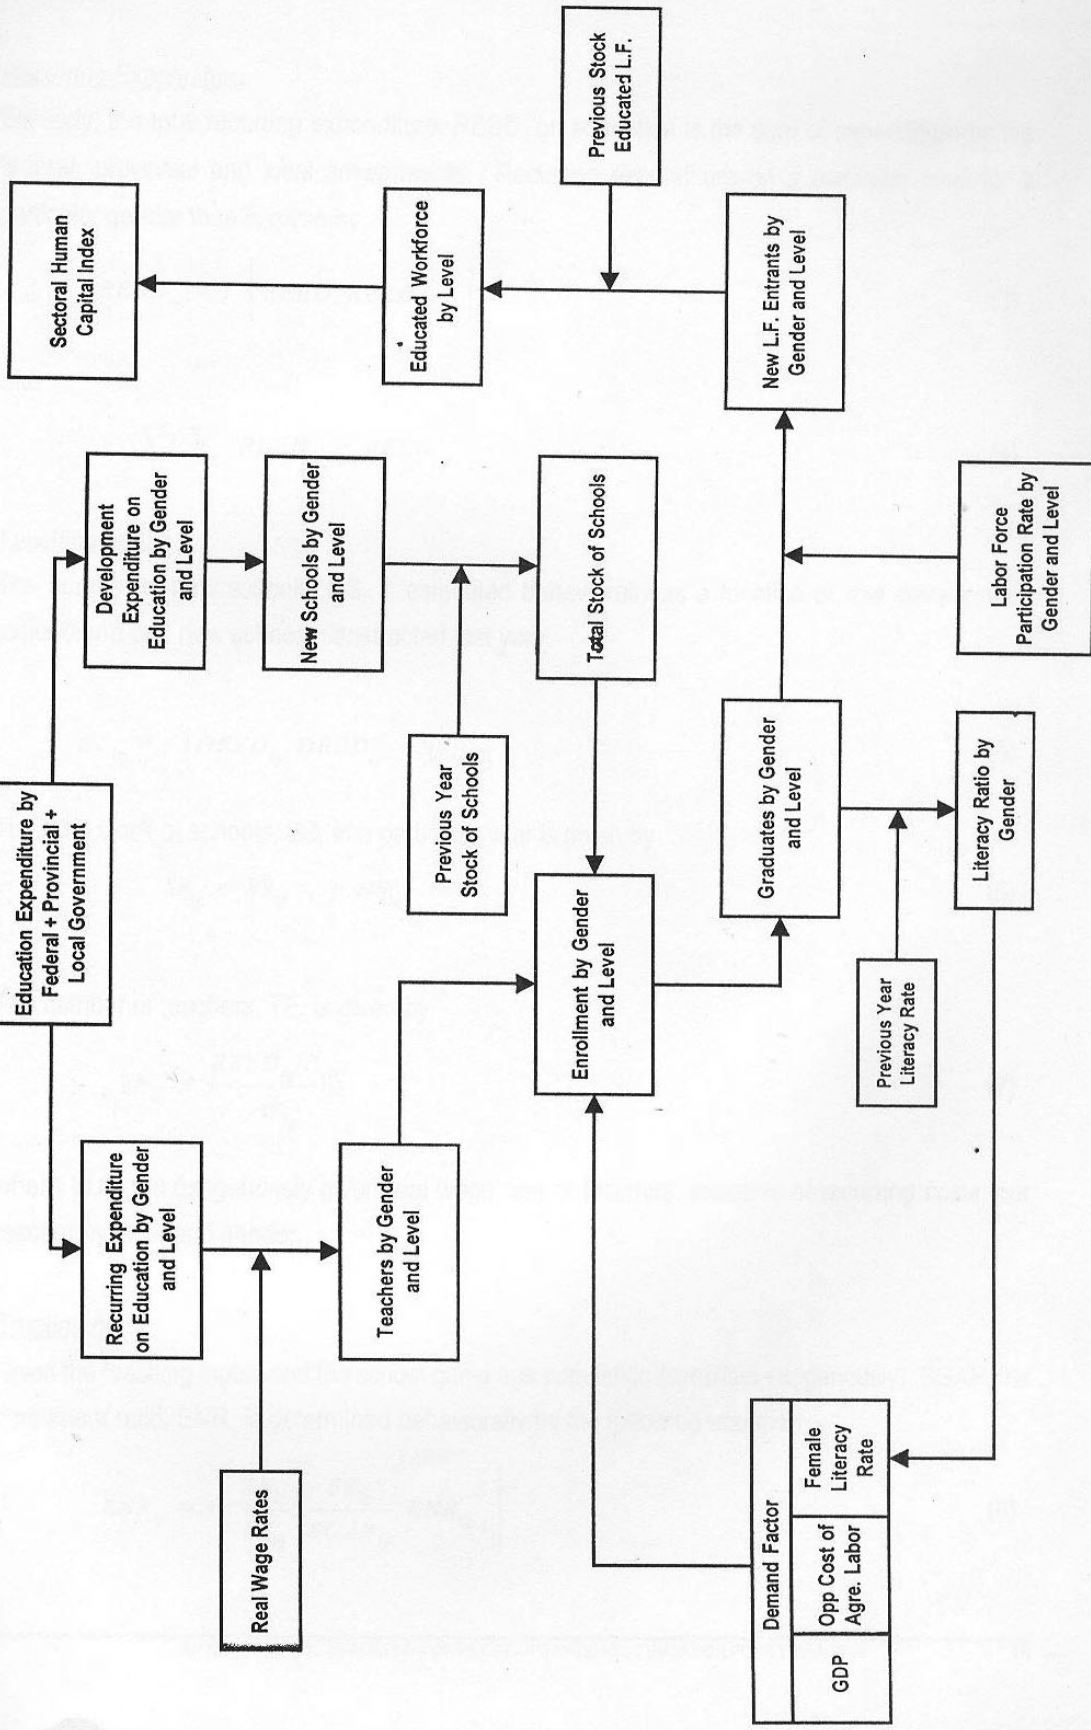 Education Expenditure by
Federal + Provincial +
Local Government
Recurring Expenditure
on Education by Gender
and Level
Development
Expenditure on
Education by Gender
and Level
Sectoral Human
Capital Index
Real Wage Rates
New Schools by Gender
and Level
Teachers by Gender
and Level
Previous Year
Stock of Schools
Educated Workforce
by Level
Enrollment by Gender
and Level
Total Stock of Schools
Previous Stock
Educated L.F.
Demand Factor
GDP
Opp Cost of
Agre. Labor
Female
Literacy
Rate
Graduates by Gender
and Level
New L.F. Entrants by
Gender and Level
Previous Year
Literacy Rate
Literacy Ratio by
Gender
Labor Force
Participation Rate by
Gender and Level